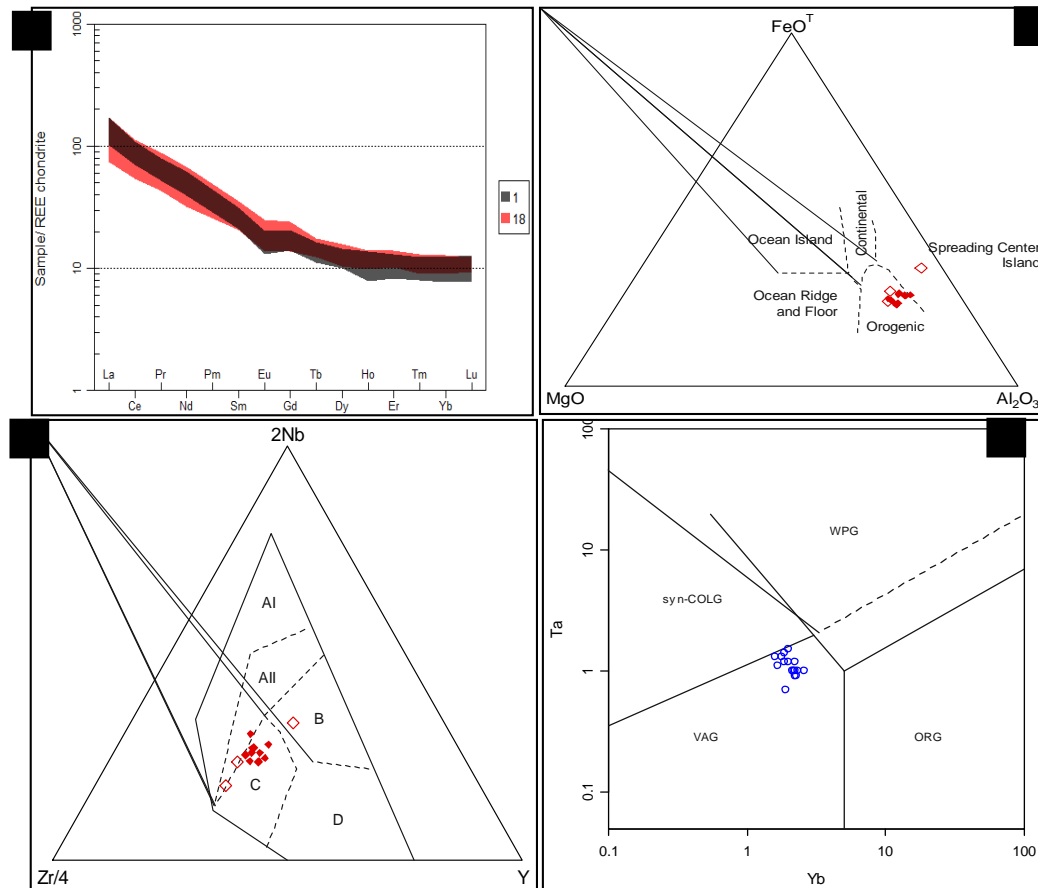 1000
100
10
1
Sample/ REE chondrite
La
Pr
Pm
Eu
Tb
Ho
Tm
Lu
Ce
Nd
Sm
Gd
Dy
Er
Yb
1
18
FeOᵀ
Ocean Island
Continental
Spreading Center
Island
Ocean Ridge
and Floor
Orogenic
MgO
Al₂O₃
2Nb
AI
AII
B
C
D
Zr/4
Y
100
10
1
0.1
Ta
WPG
syn-COLG
VAG
ORG
0.1
1
10
100
Yb